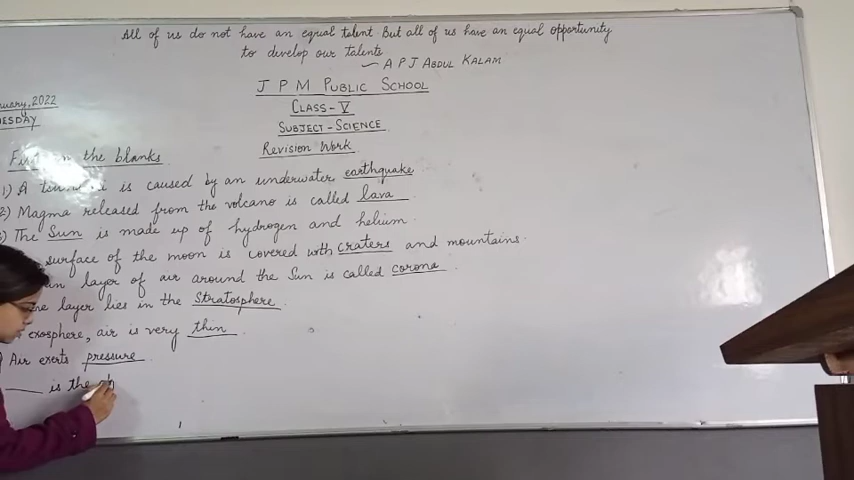 All of us do not have an equal talent. But all of us have an equal opportunity
to develop our talents
~ A P J ABDUL KALAM
J P M PUBLIC SCHOOL
uary, 2022
CLASS - V
ESDAY
SUBJECT - SCIENCE
REVISION WORK
in the blanks
1) A is caused by an underwater earthquake
2) Magma released from the volcano is called lava
The Sun is made up of hydrogen and helium.
surface of the moon is covered with craters and mountains.
layer of air around the Sun is called corona.
layer lies in the Stratosphere.
exosphere, air is very thin.
Air exerts pressure.
____ is the